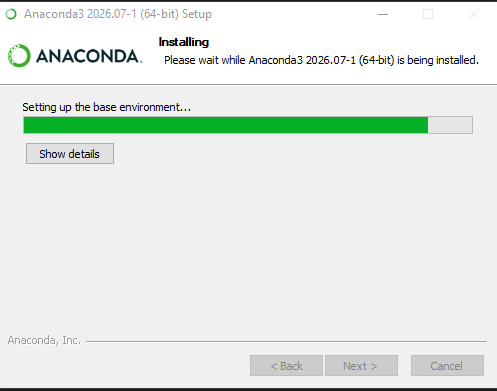 Anaconda3 2026.07-1 (64-bit) Setup
Installing
Please wait while Anaconda3 2026.07-1 (64-bit) is being installed.
ANACONDA.
Setting up the base environment...
Show details
Anaconda, Inc.
< Back
Next >
Cancel